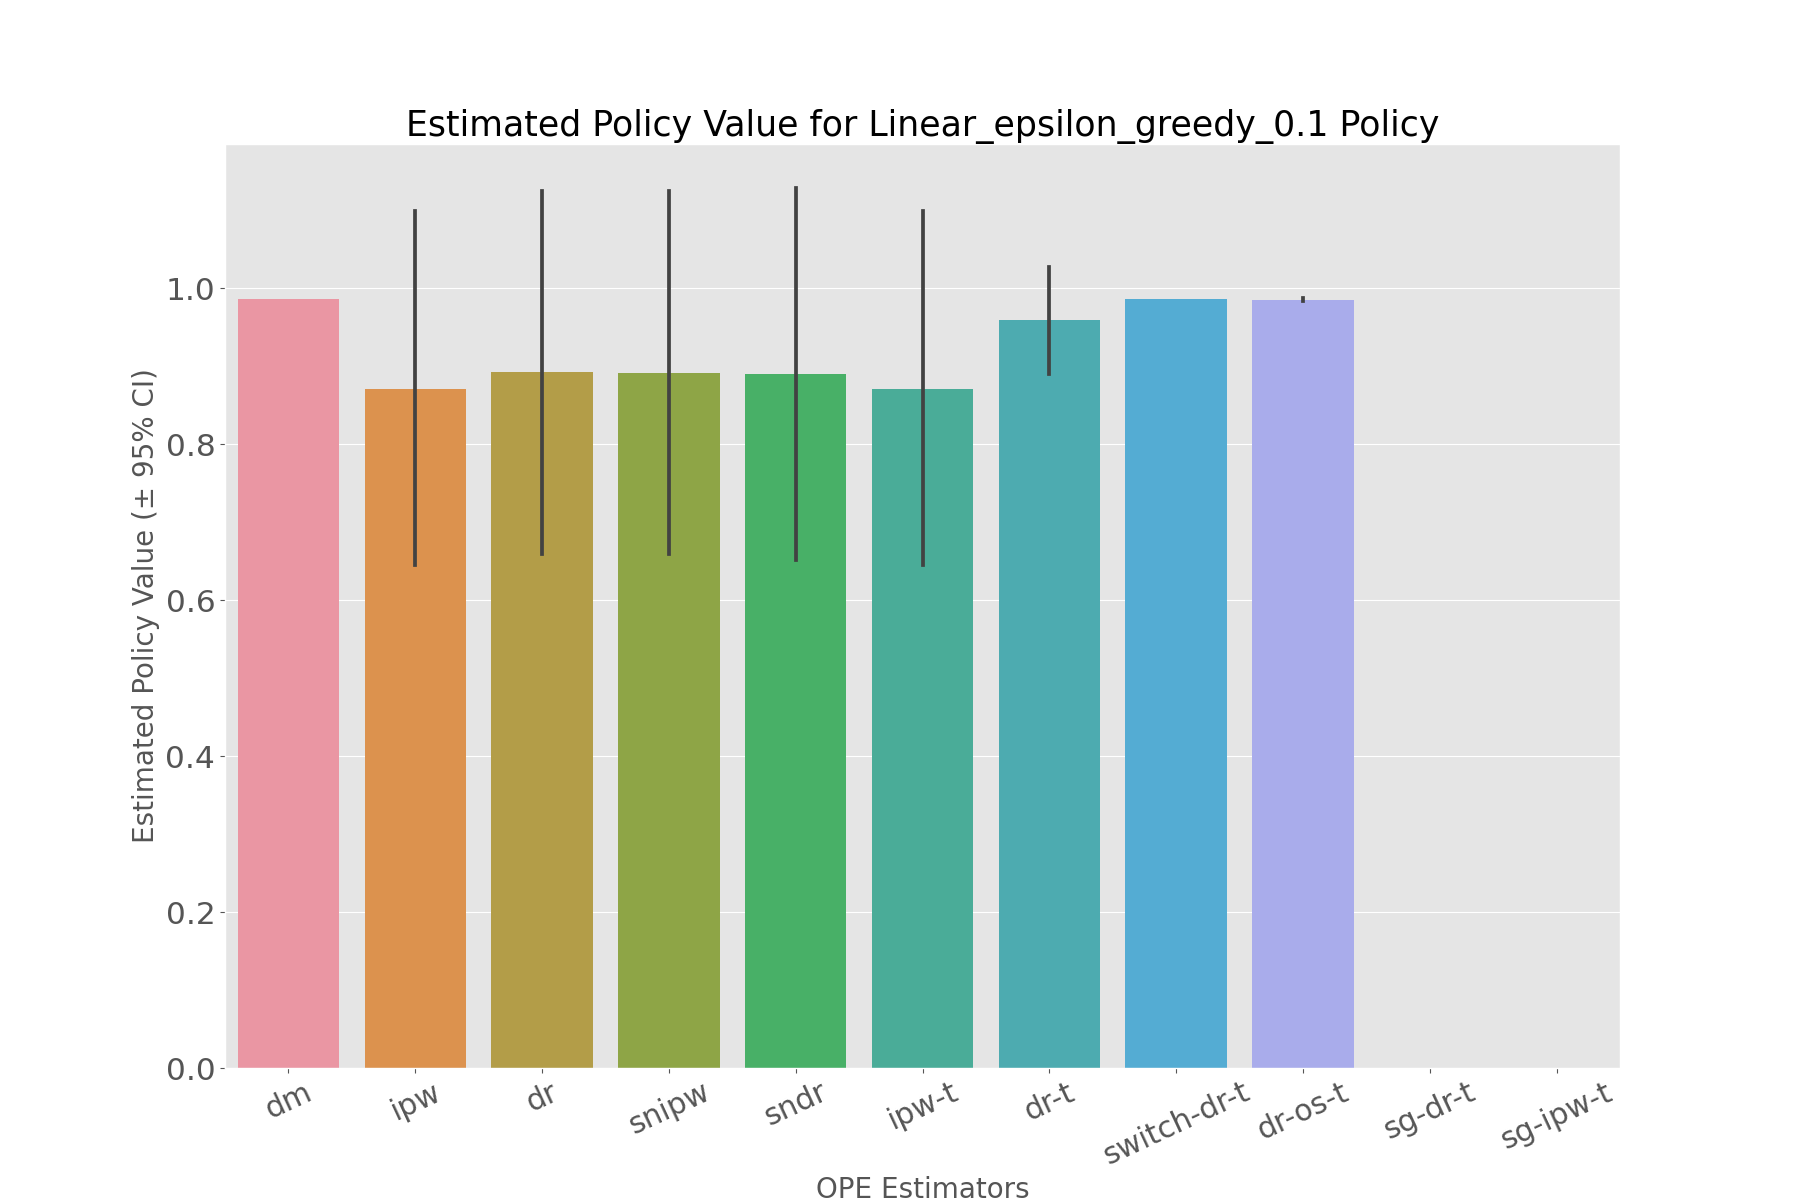 Estimated Policy Value for Linear_epsilon_greedy_0.1 Policy
Estimated Policy Value (± 95% CI)
1.0
0.8
0.6
0.4
0.2
0.0
dm ipw dr snipw sndr ipw-t dr-t switch-dr-t dr-os-t sg-dr-t sg-ipw-t
OPE Estimators